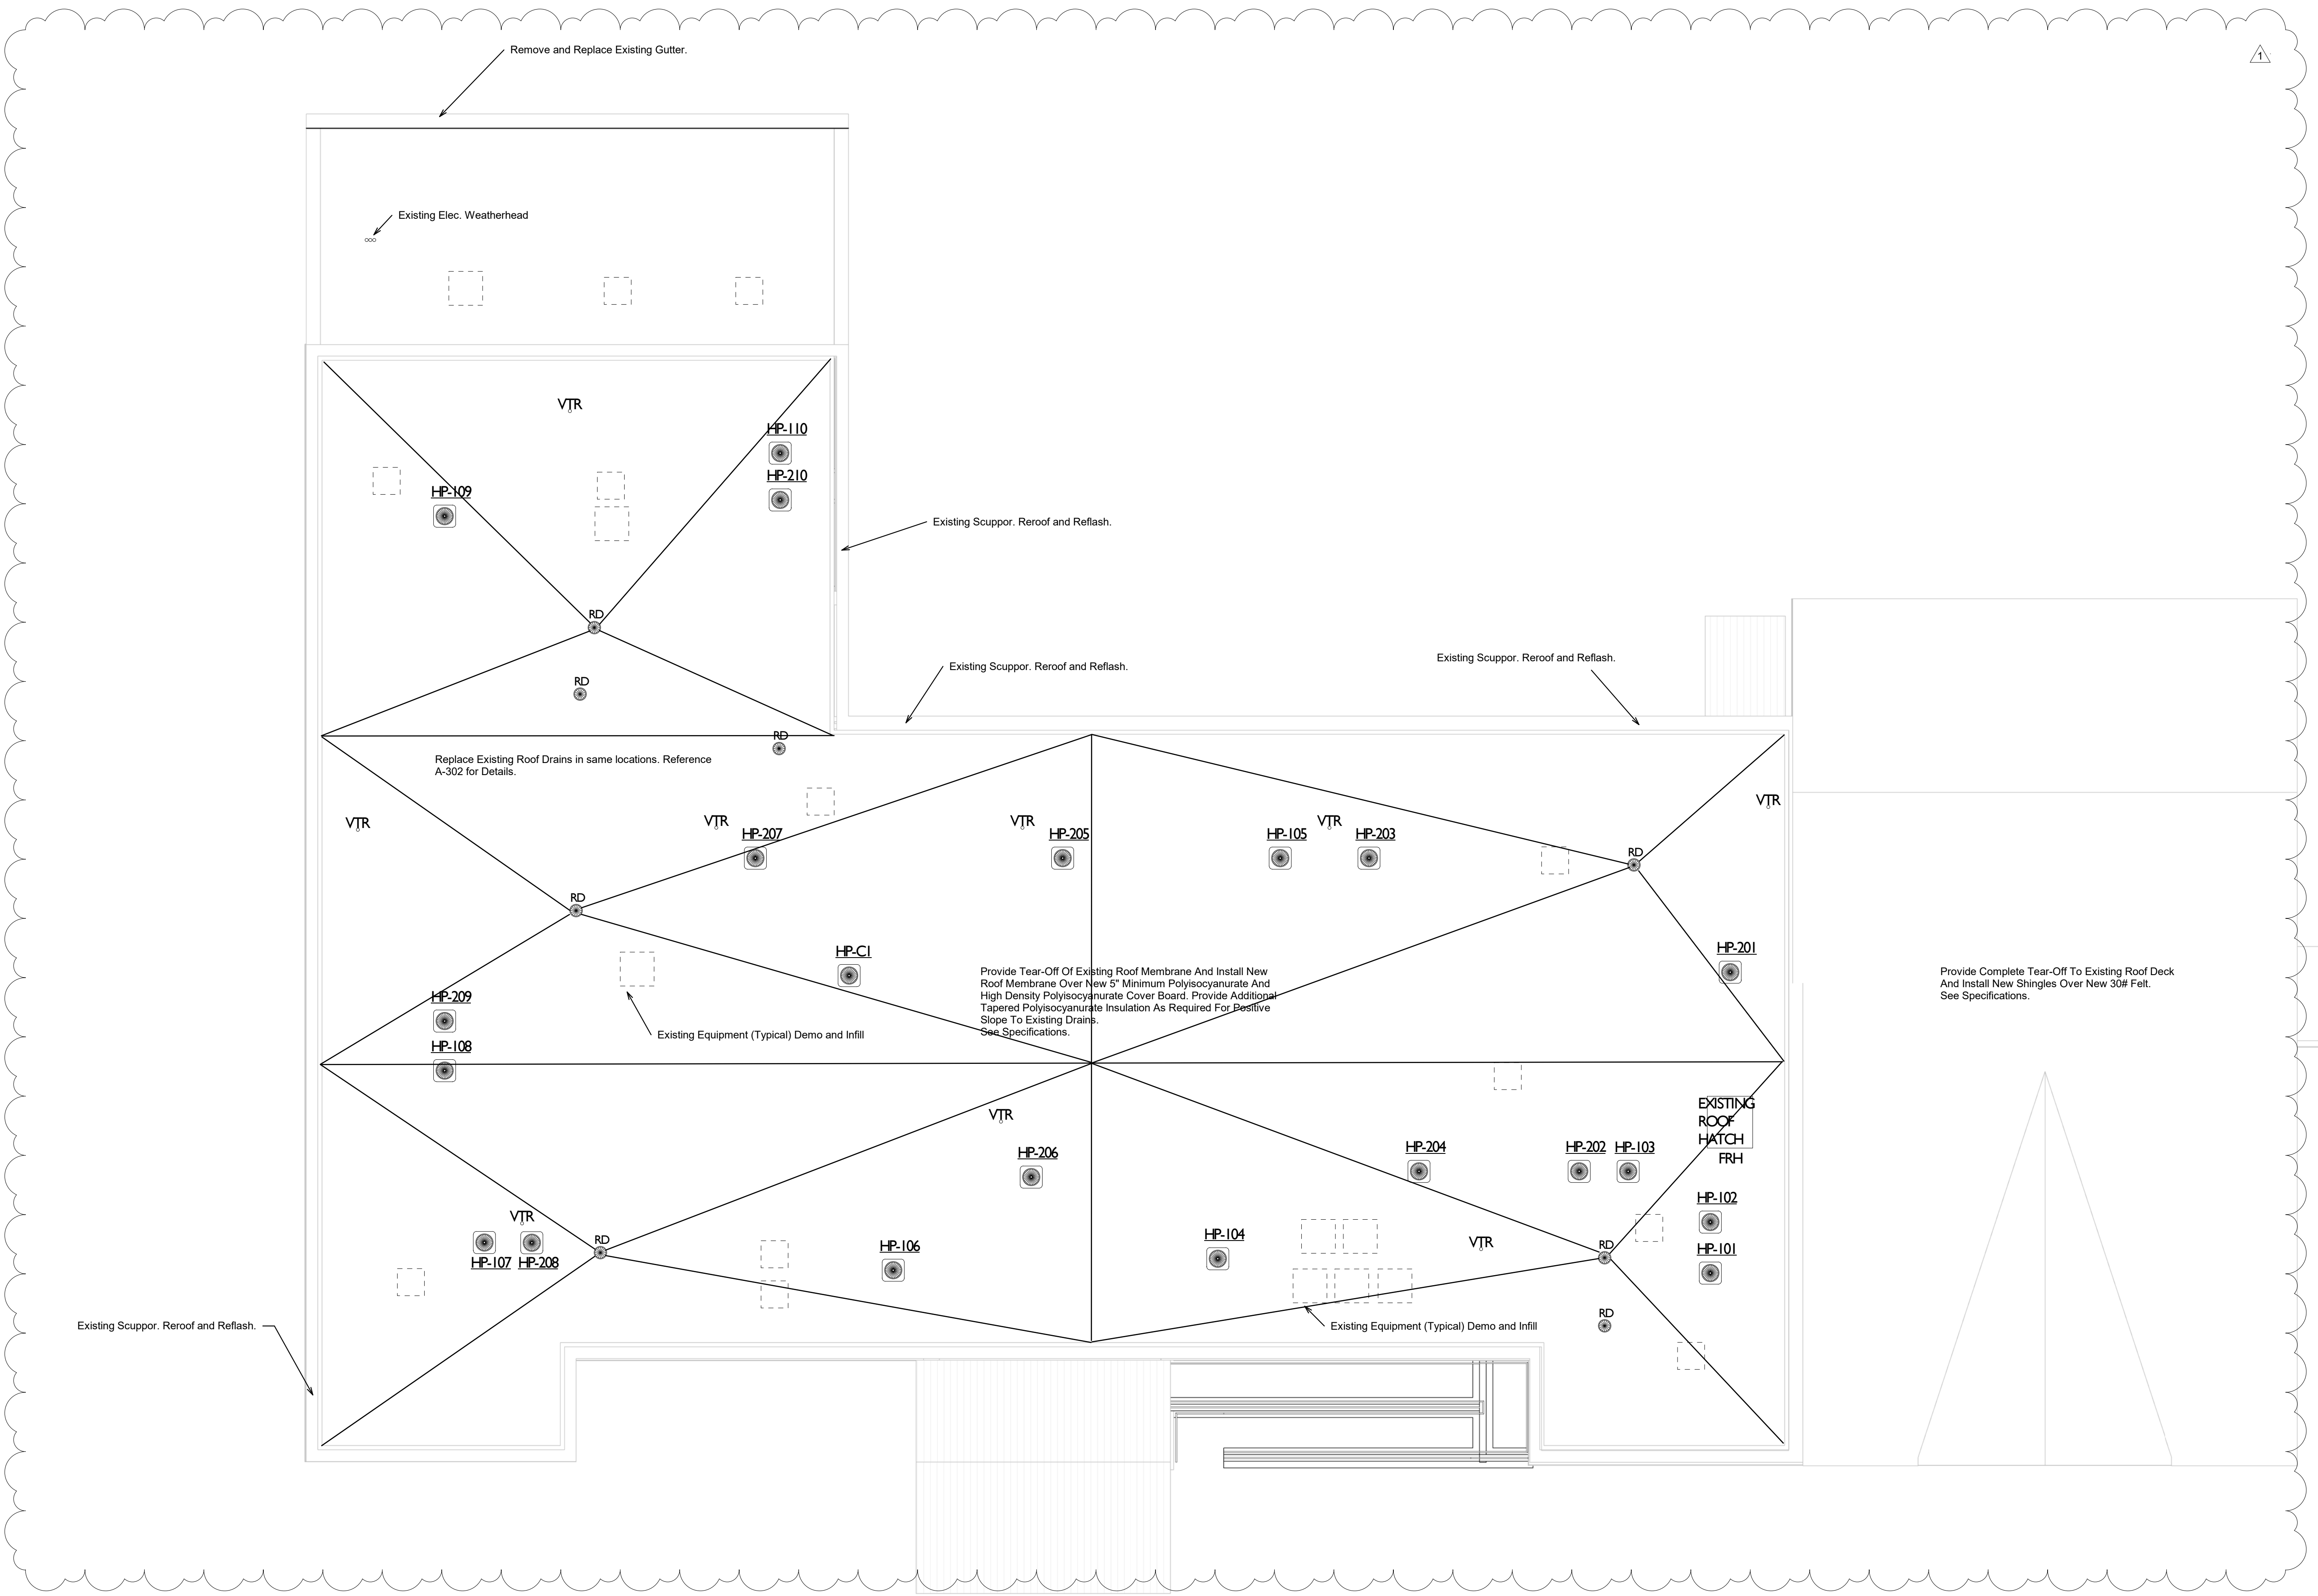 Remove and Replace Existing Gutter.
1
Existing Elec. Weatherhead
VTR
HP-110
HP-210
HP-109
Existing Scuppor. Reroof and Reflash.
RD
Existing Scuppor. Reroof and Reflash.
Existing Scuppor. Reroof and Reflash.
RD
RD
Replace Existing Roof Drains in same locations. Reference
A-302 for Details.
VTR
VTR
HP-207
VTR
HP-205
HP-105
VTR
HP-203
VTR
RD
RD
HP-C1
HP-201
Provide Tear-Off Of Existing Roof Membrane And Install New
Roof Membrane Over New 5" Minimum Polyisocyanurate And
High Density Polyisocyanurate Cover Board. Provide Additional
Tapered Polyisocyanurate Insulation As Required For Positive
Slope To Existing Drains.
See Specifications.
Provide Complete Tear-Off To Existing Roof Deck
And Install New Shingles Over New 30# Felt.
See Specifications.
HP-209
Existing Equipment (Typical) Demo and Infill
HP-108
EXISTING
ROOF
HATCH
FRH
VTR
HP-206
HP-204
HP-202
HP-103
HP-102
VTR
HP-107
HP-208
RD
HP-106
HP-104
VTR
RD
HP-101
RD
Existing Scuppor. Reroof and Reflash.
Existing Equipment (Typical) Demo and Infill